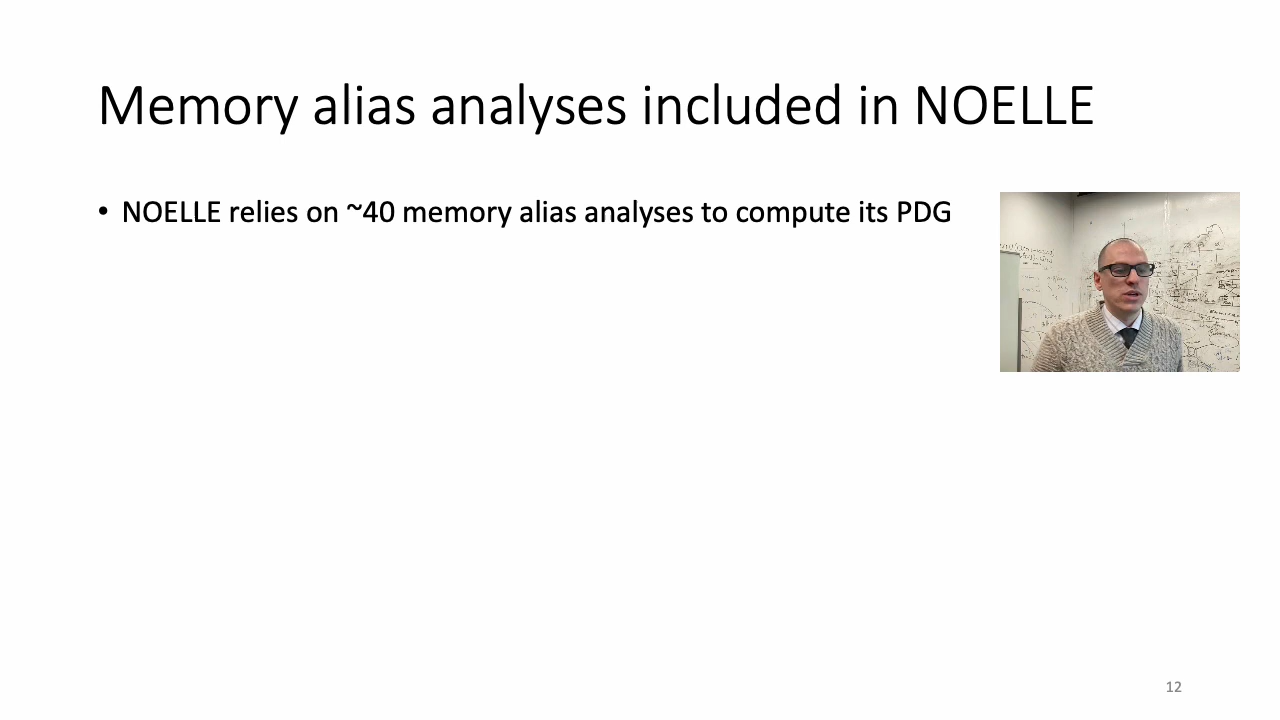 Memory alias analyses included in NOELLE
• NOELLE relies on ~40 memory alias analyses to compute its PDG
12